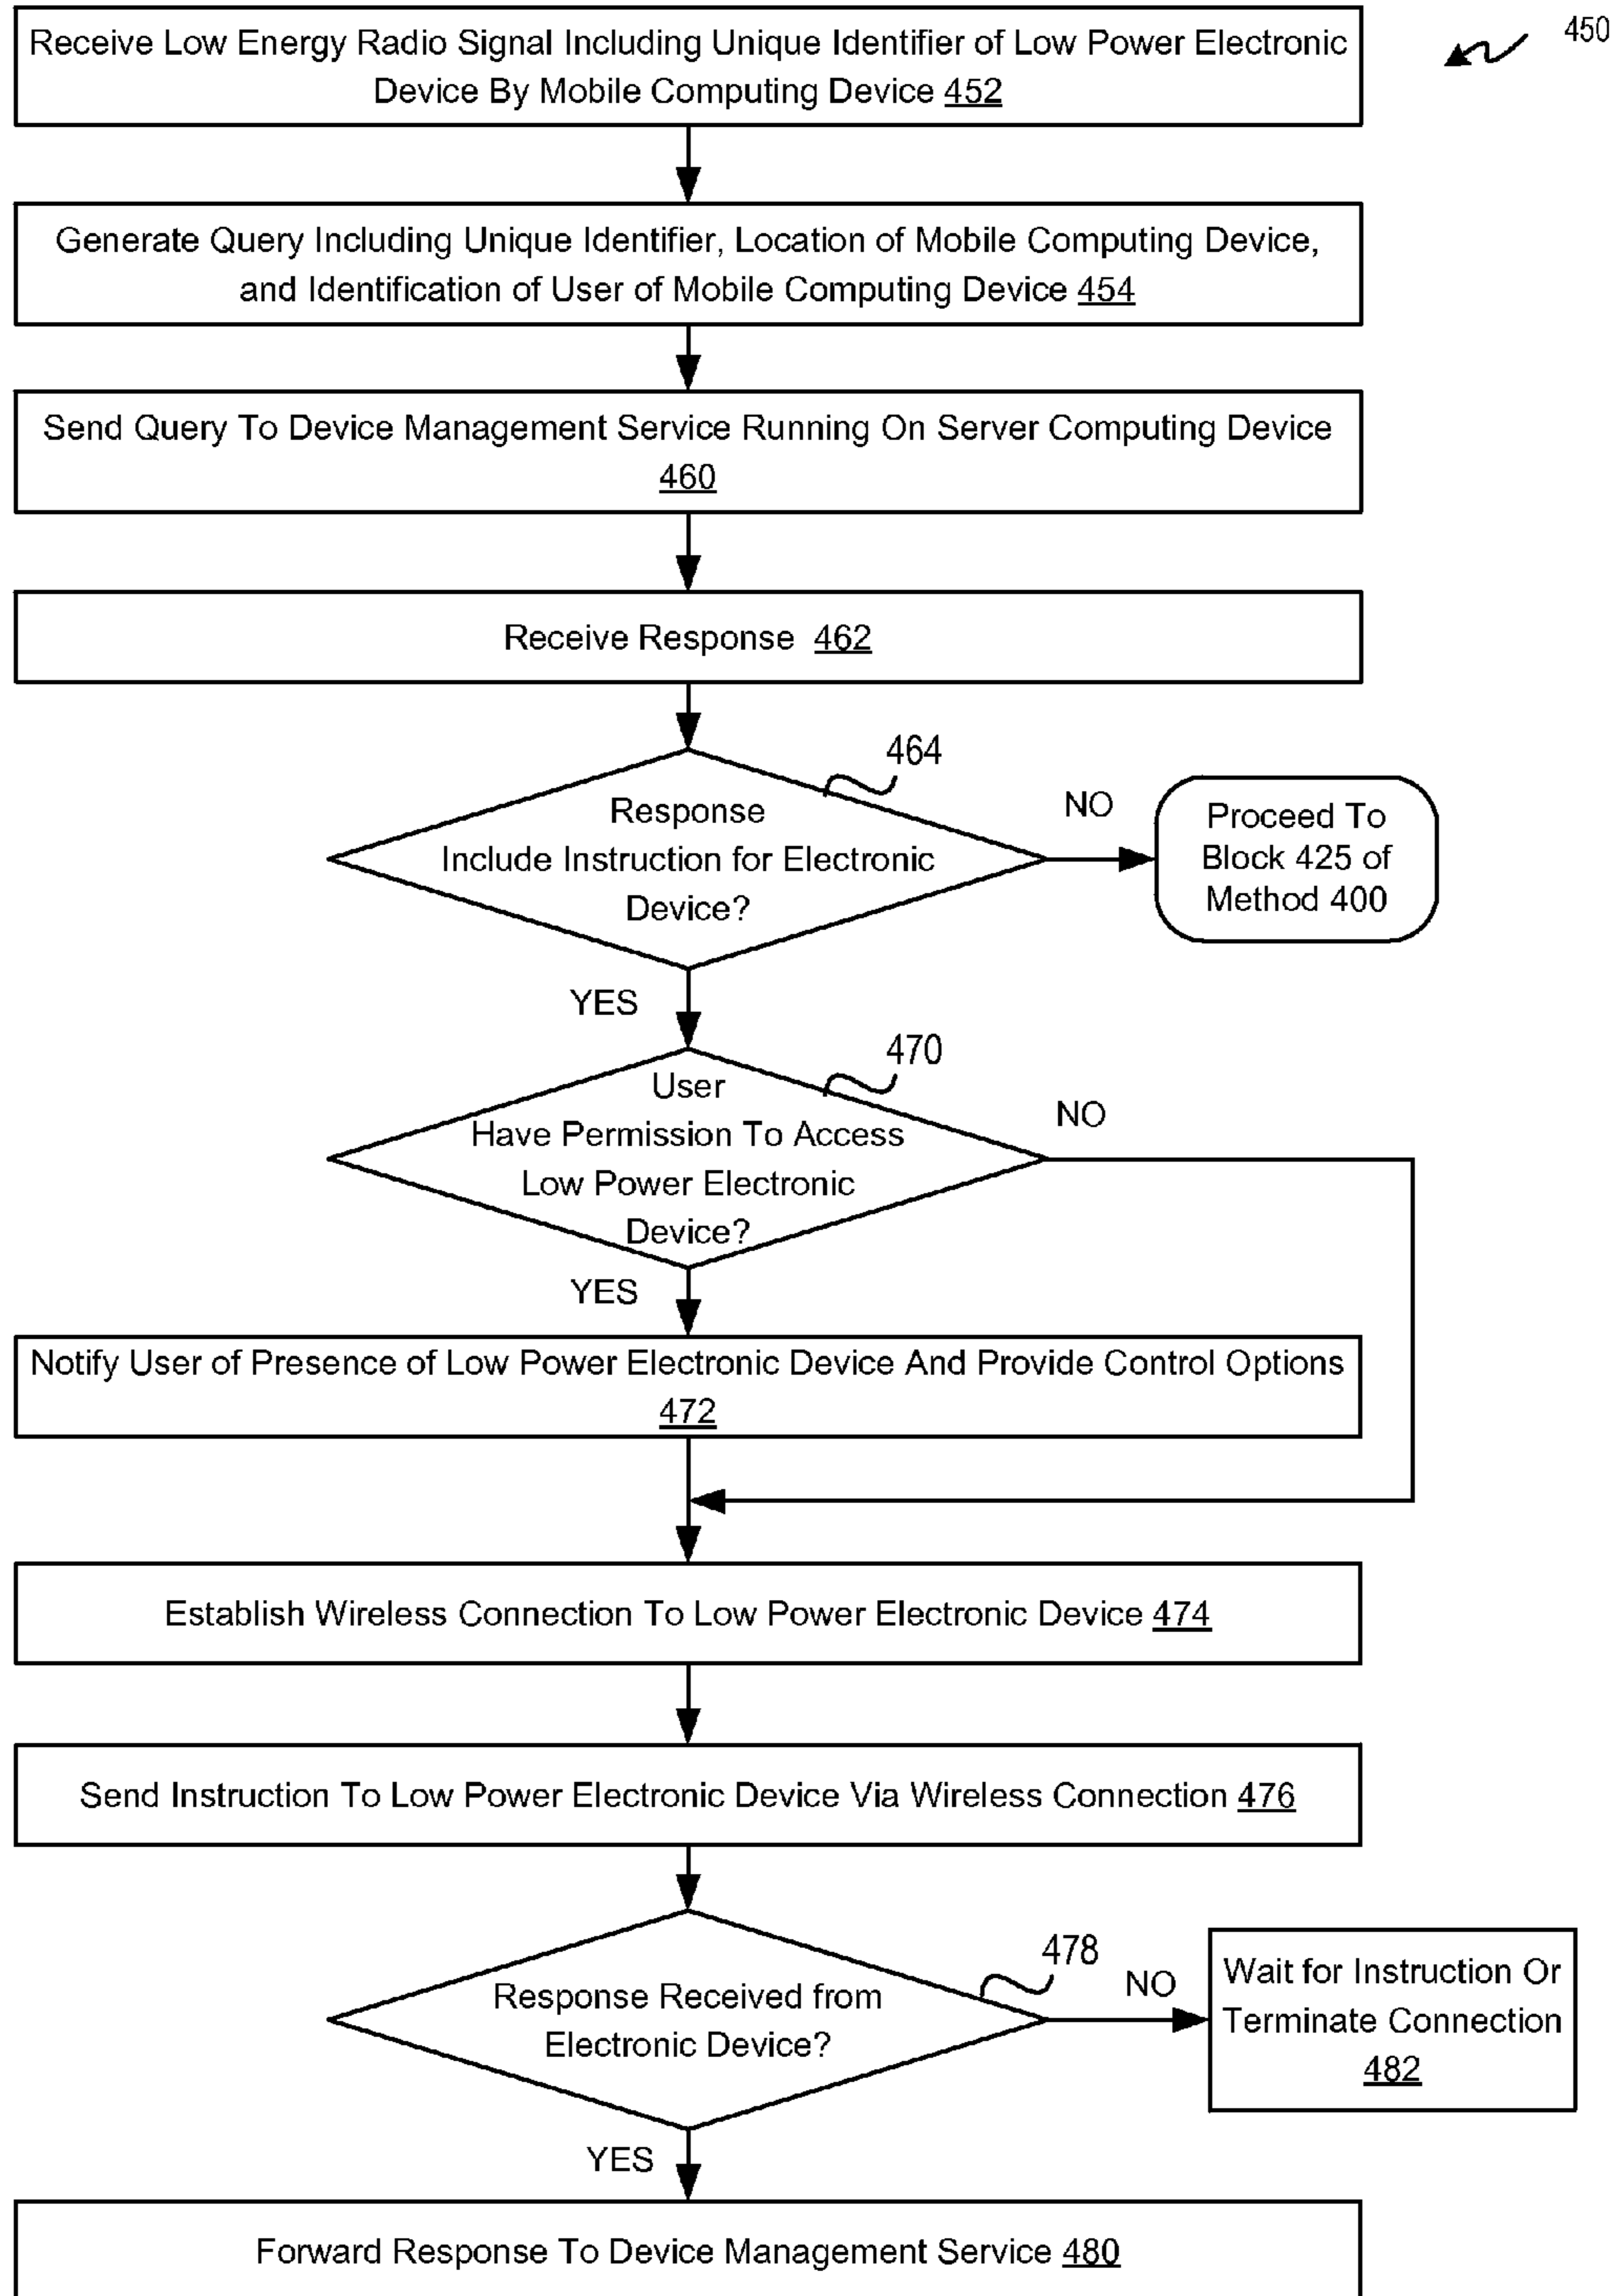 450
Receive Low Energy Radio Signal Including Unique Identifier of Low Power Electronic
Device By Mobile Computing Device 452
Generate Query Including Unique Identifier, Location of Mobile Computing Device,
and Identification of User of Mobile Computing Device 454
Send Query To Device Management Service Running On Server Computing Device
460
Receive Response 462
464
Response
Include Instruction for Electronic
Device?
NO
Proceed To
Block 425 of
Method 400
YES
470
User
Have Permission To Access
Low Power Electronic
Device?
NO
YES
Notify User of Presence of Low Power Electronic Device And Provide Control Options
472
Establish Wireless Connection To Low Power Electronic Device 474
Send Instruction To Low Power Electronic Device Via Wireless Connection 476
478
Response Received from
Electronic Device?
NO
Wait for Instruction Or
Terminate Connection
482
YES
Forward Response To Device Management Service 480